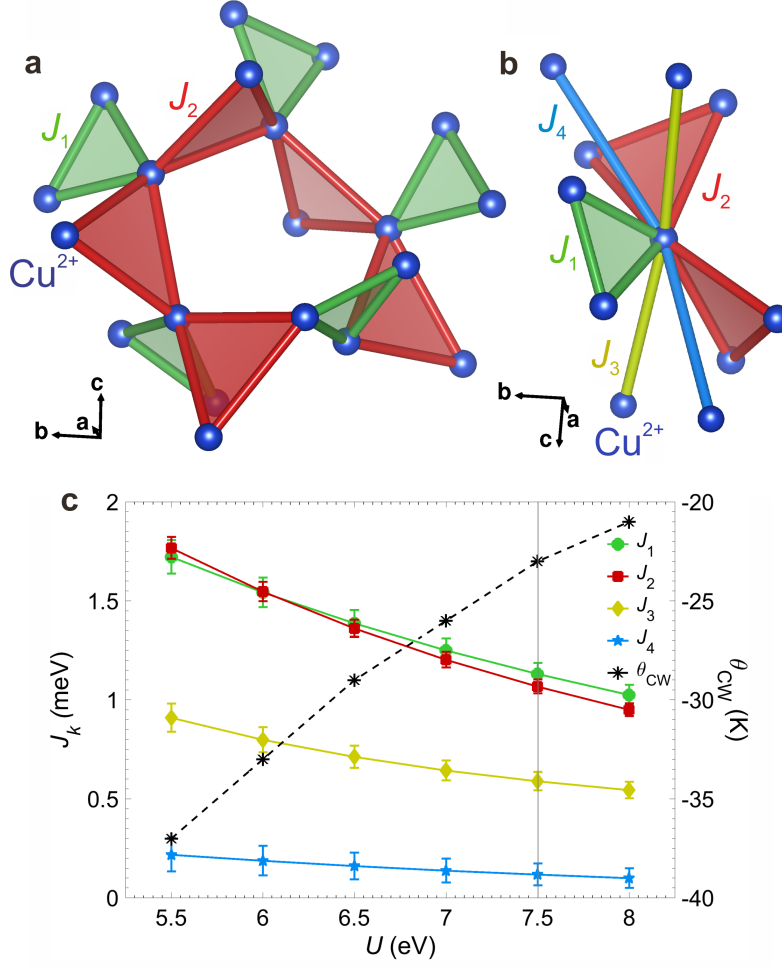 a
b
J₁
J₂
Cu²⁺
c
b
a
J₄
J₂
J₁
J₃
Cu²⁺
b
a
c
c
2
1.5
1
0.5
0
Jₖ (meV)
-20
-25
-30
-35
-40
θCW (K)
J₁
J₂
J₃
J₄
θCW
5.5
6
6.5
7
7.5
8
U (eV)